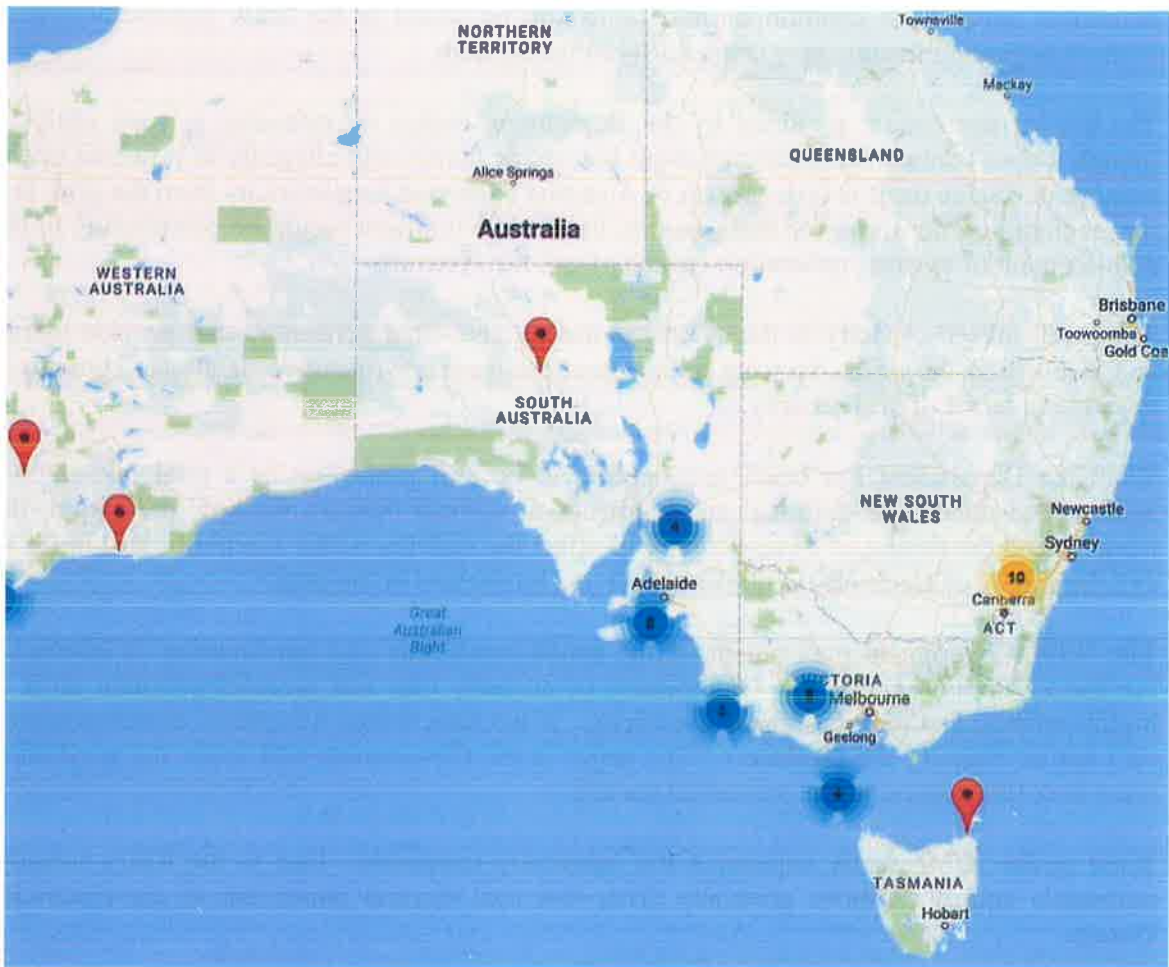 Townsville
NORTHERN
TERRITORY
Mackay
QUEENSLAND
Alice Springs
Australia
WESTERN
AUSTRALIA
Brisbane
Toowoomba
Gold Coa
SOUTH
AUSTRALIA
NEW SOUTH
WALES
Newcastle
Sydney
10
Adelaide
Canberra
ACT
Great
Australian
Bight
CTORIA
Melbourne
Geelong
TASMANIA
Hobart